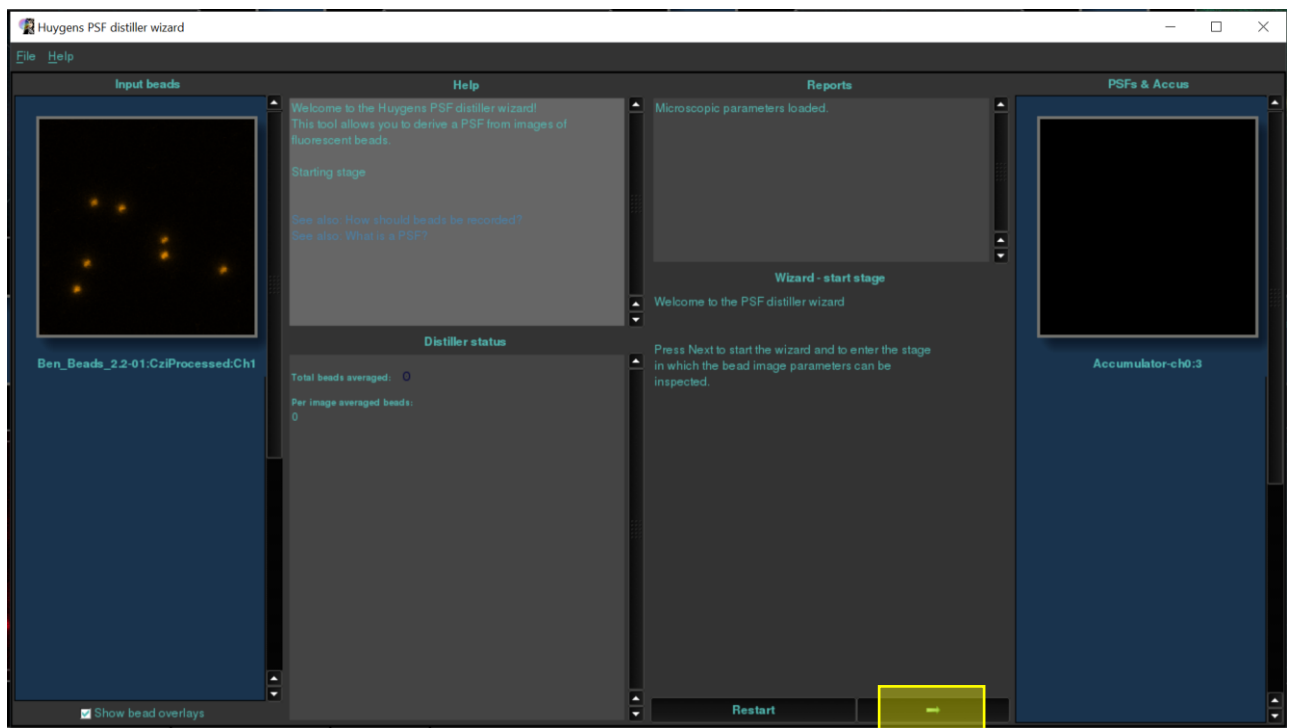 Huygens PSF distiller wizard
File Help
Input beads
Help
Reports
PSFs & Accus
Welcome to the Huygens PSF distiller wizard!
This tool allows you to derive a PSF from images of
fluorescent beads.
Starting stage
See also: How should beads be recorded?
See also: What is a PSF?
Microscopic parameters loaded.
Wizard - start stage
Welcome to the PSF distiller wizard
Press Next to start the wizard and to enter the stage
in which the bead image parameters can be
inspected.
Ben_Beads_2.2-01:CziProcessed:Ch1
Distiller status
Total beads averaged: 0
Per image averaged beads:
0
Accumulator-ch0:3
Show bead overlays
Restart